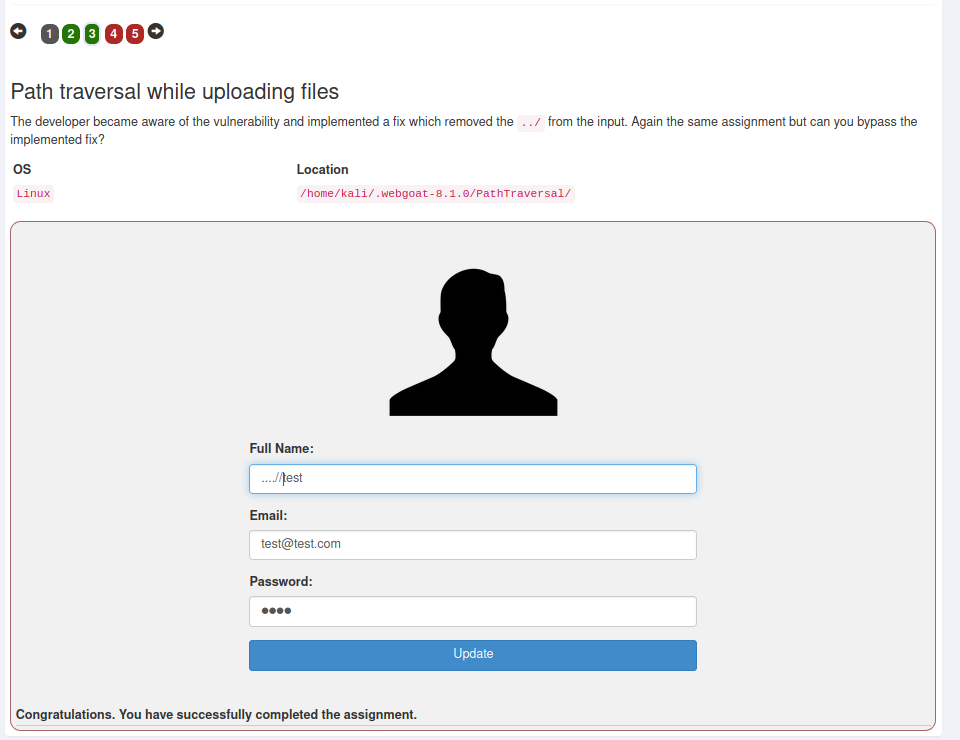 1 2 3 4 5
Path traversal while uploading files
The developer became aware of the vulnerability and implemented a fix which removed the ../ from the input. Again the same assignment but can you bypass the
implemented fix?
OS Location
Linux /home/kali/.webgoat-8.1.0/PathTraversal/
Full Name:
....//test
Email:
test@test.com
Password:
••••
Update
Congratulations. You have successfully completed the assignment.